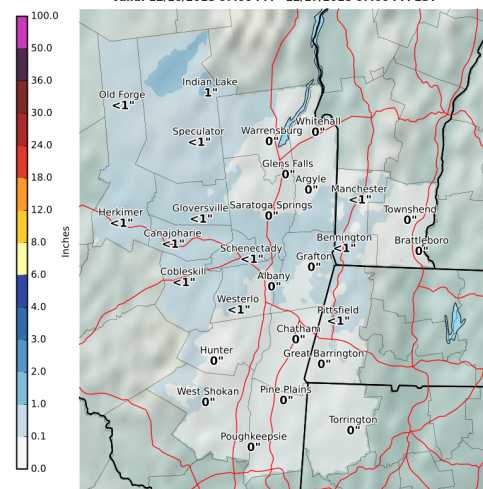 100.0
50.0
36.0
30.0
24.0
18.0
12.0
8.0
6.0
4.0
3.0
2.0
1.0
0.1
0.0
Inches
Old Forge
<1"
Indian Lake
1"
Speculator
<1"
Warrensburg
0"
Whitehall
0"
Glens Falls
0"
Argyle
0"
Manchester
<1"
Herkimer
<1"
Gloversville
<1"
Saratoga Springs
0"
Townshend
0"
Canajoharie
<1"
Schenectady
<1"
Bennington
<1"
Brattleboro
0"
Grafton
0"
Cobleskill
<1"
Albany
0"
Westerlo
<1"
Pittsfield
<1"
Chatham
0"
Hunter
0"
Great Barrington
0"
West Shokan
0"
Pine Plains
0"
Poughkeepsie
0"
Torrington
0"